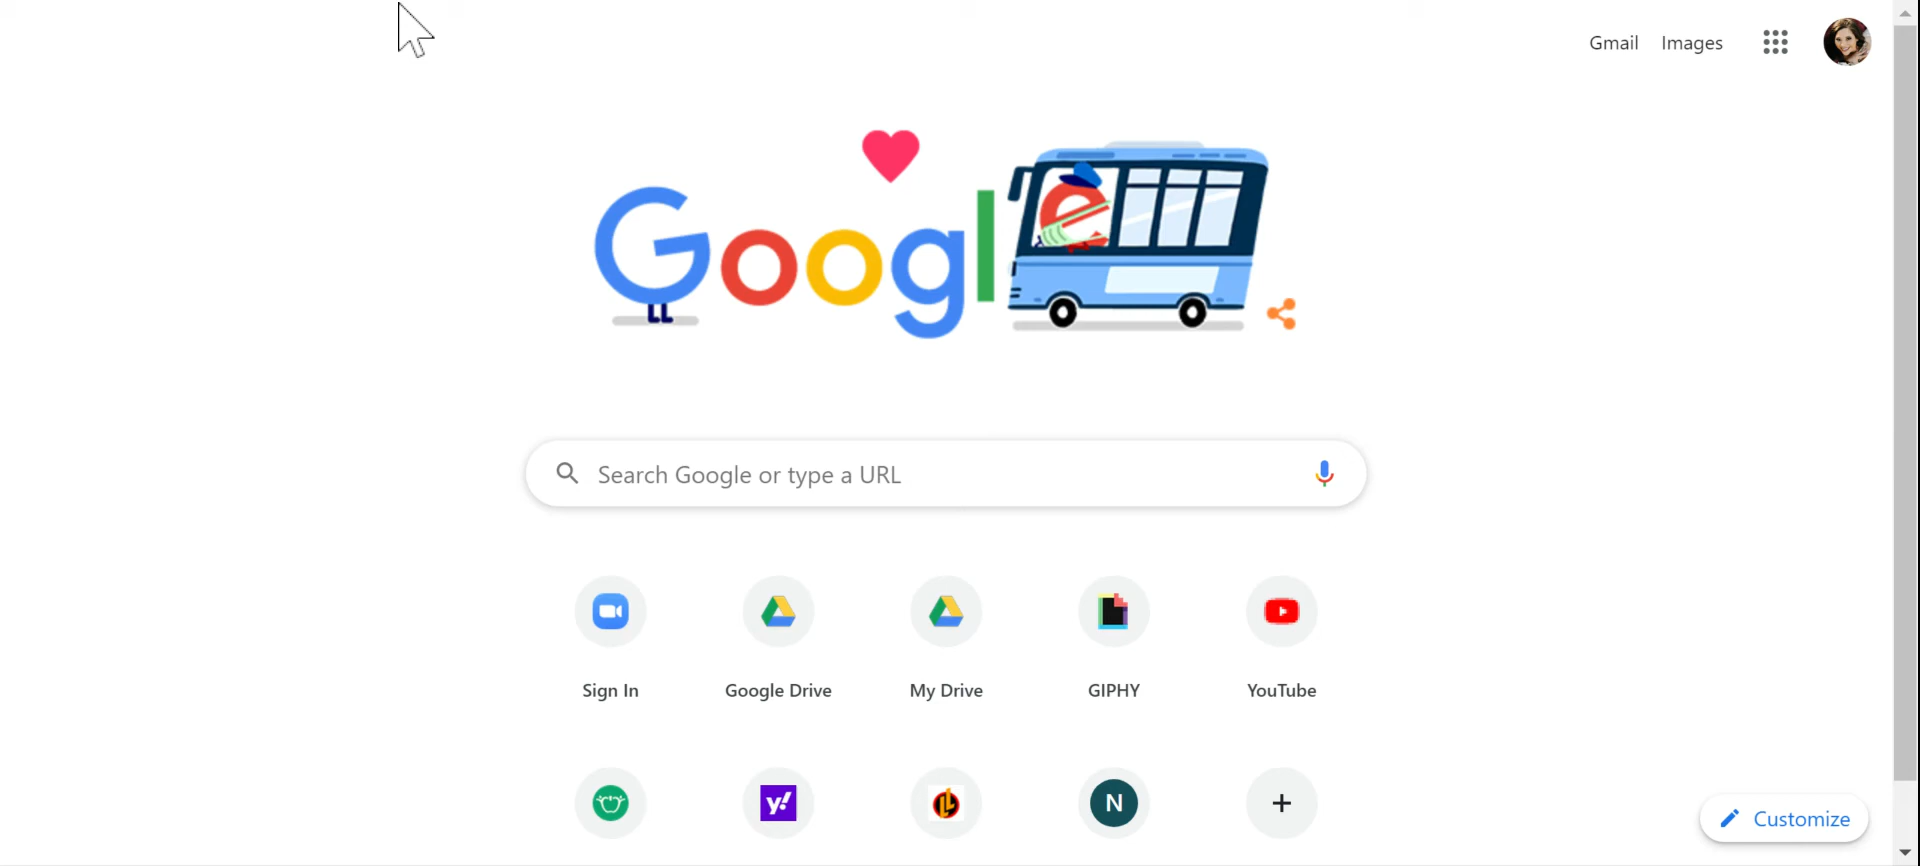 Gmail Images
Google
Search Google or type a URL
Sign In Google Drive My Drive GIPHY YouTube
y! N
Customize